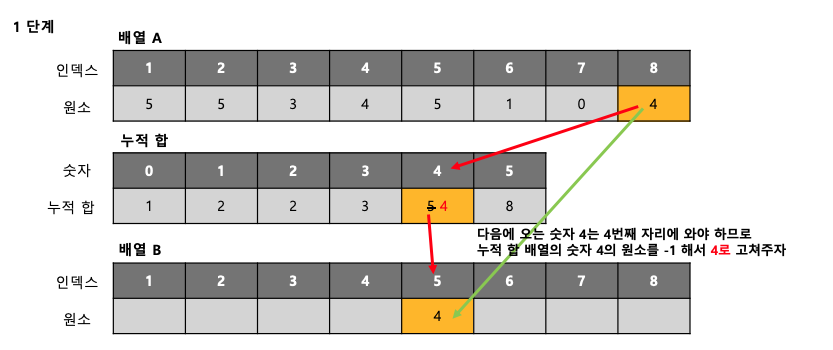 1 단계
배열 A
인덱스 1 2 3 4 5 6 7 8
원소 5 5 3 4 5 1 0 4
누적 합
숫자 0 1 2 3 4 5
누적 합 1 2 2 3 5 4 8
다음에 오는 숫자 4는 4번째 자리에 와야 하므로
누적 합 배열의 숫자 4의 원소를 -1 해서 4로 고쳐주자
배열 B
인덱스 1 2 3 4 5 6 7 8
원소 4